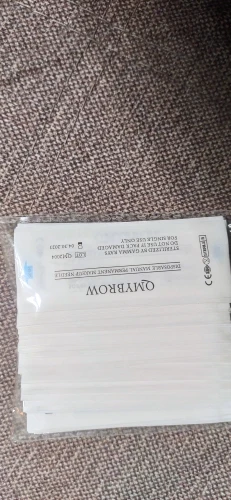 QMYBROW
DISPOSABLE MANUAL PERMANENT MAKEUP NEEDLE
STERILIZED BY GAMMA RAYS
DO NOT USE IF PACK DAMAGED
FOR SINGLE USE ONLY
LOT